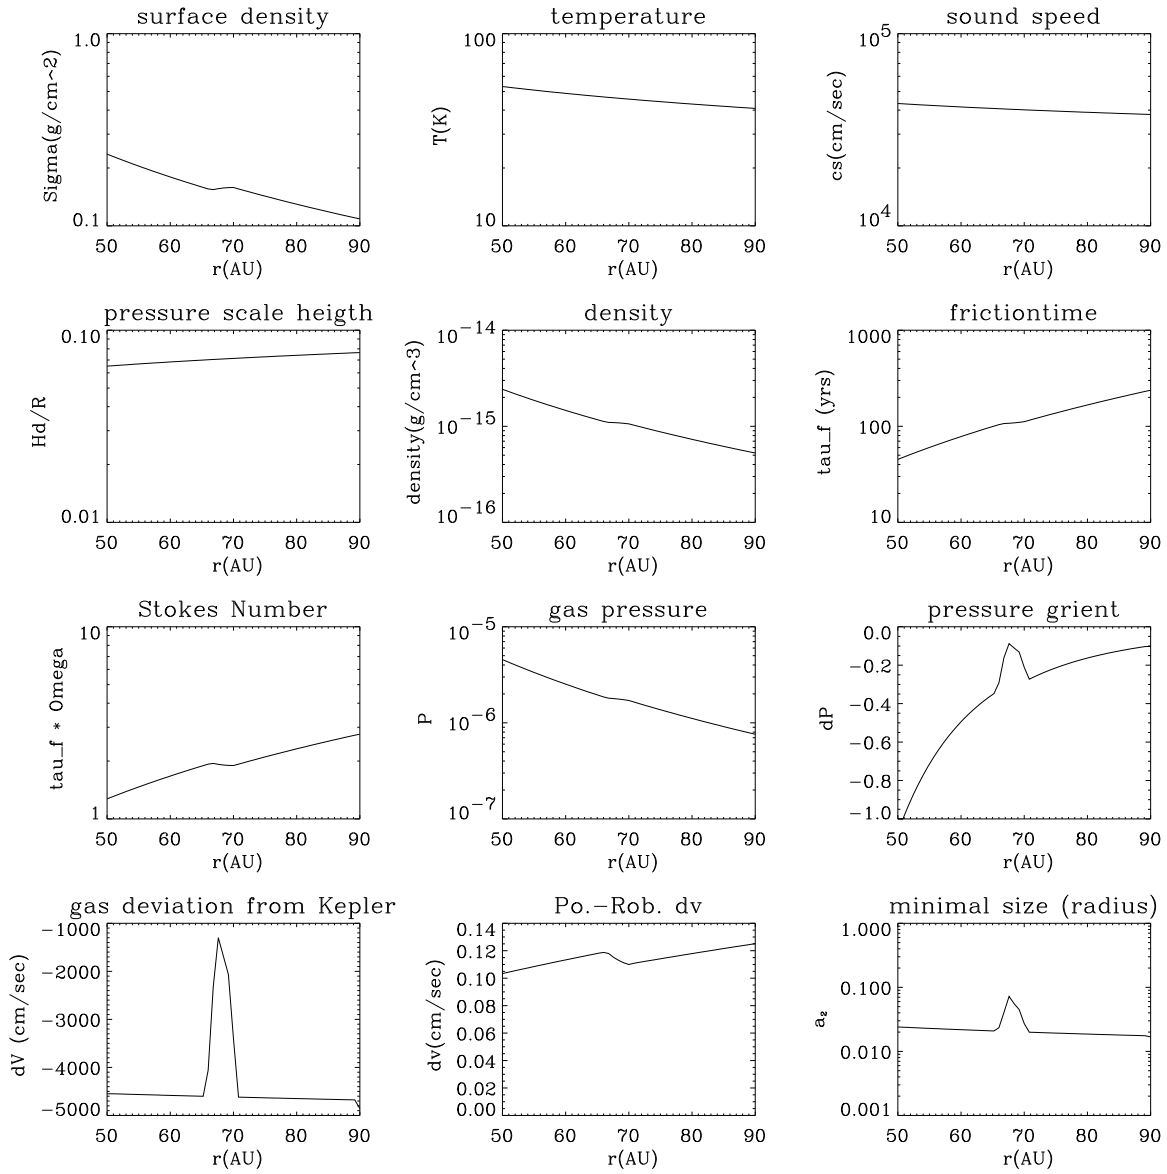 surface density
1.0
Sigma(g/cm^2)
0.1
50 60 70 80 90
r(AU)
temperature
100
T(K)
10
50 60 70 80 90
r(AU)
sound speed
10^5
cs(cm/sec)
10^4
50 60 70 80 90
r(AU)
pressure scale heigth
0.10
Hd/R
0.01
50 60 70 80 90
r(AU)
density
10^-14
10^-15
density(g/cm^3)
10^-16
50 60 70 80 90
r(AU)
frictiontime
1000
100
tau_f (yrs)
10
50 60 70 80 90
r(AU)
Stokes Number
10
tau_f * Omega
1
50 60 70 80 90
r(AU)
gas pressure
10^-5
10^-6
P
10^-7
50 60 70 80 90
r(AU)
pressure grient
0.0
-0.2
-0.4
dP
-0.6
-0.8
-1.0
50 60 70 80 90
r(AU)
gas deviation from Kepler
-1000
-2000
-3000
dV (cm/sec)
-4000
-5000
50 60 70 80 90
r(AU)
Po.-Rob. dv
0.14
0.12
0.10
0.08
dv(cm/sec)
0.06
0.04
0.02
0.00
50 60 70 80 90
r(AU)
minimal size (radius)
1.000
0.100
a₂
0.010
0.001
50 60 70 80 90
r(AU)